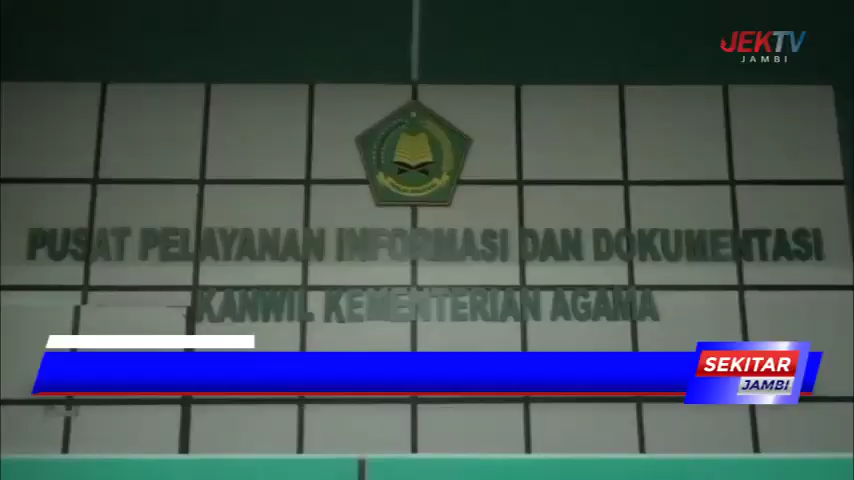 JEKTV
JAMBI
PUSAT PELAYANAN INFORMASI DAN DOKUMENTASI
KANWIL KEMENTERIAN AGAMA
SEKITAR
JAMBI